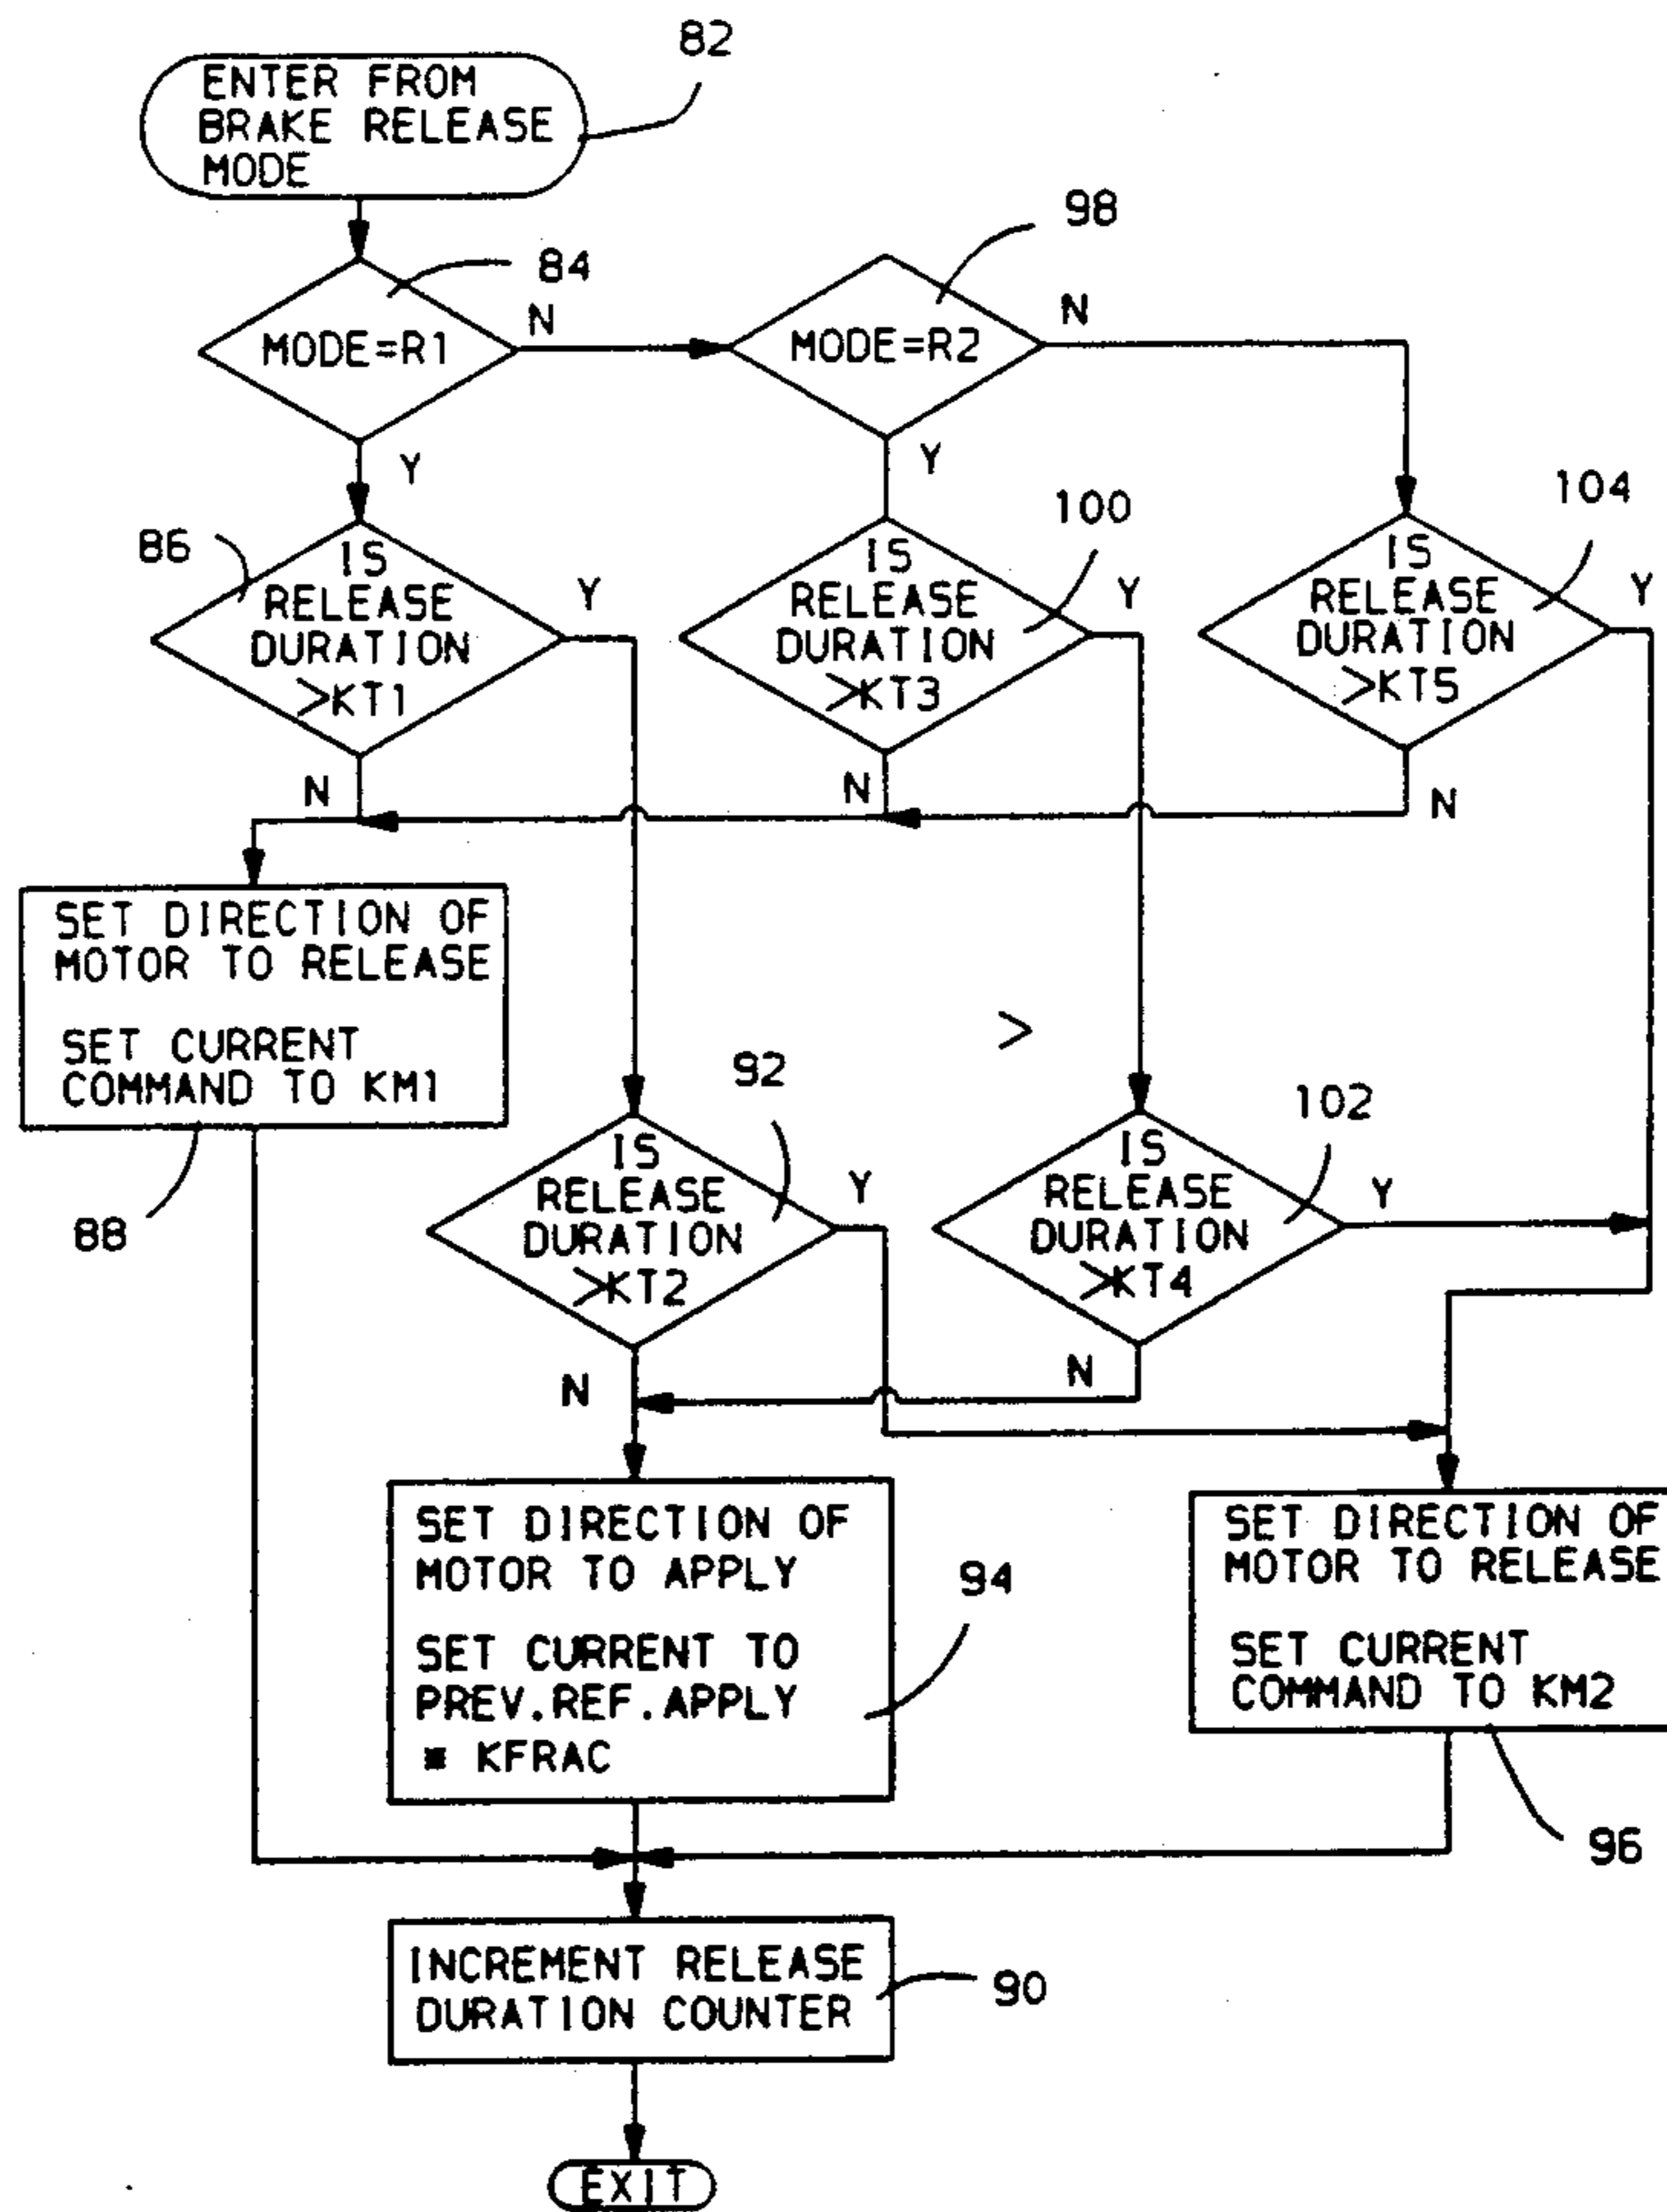 82
ENTER FROM
BRAKE RELEASE
MODE
98
84
N
N
MODE=R1
MODE=R2
Y
Y
104
100
86
IS
RELEASE
DURATION
>KT1
Y
IS
RELEASE
DURATION
>KT3
Y
IS
RELEASE
DURATION
>KT5
Y
N
N
N
SET DIRECTION OF
MOTOR TO RELEASE
SET CURRENT
COMMAND TO KM1
88
>
92
102
IS
RELEASE
DURATION
>KT2
Y
IS
RELEASE
DURATION
>KT4
Y
N
N
SET DIRECTION OF
MOTOR TO APPLY
SET CURRENT TO
PREV.REF.APPLY
* KFRAC
94
SET DIRECTION OF
MOTOR TO RELEASE
SET CURRENT
COMMAND TO KM2
96
INCREMENT RELEASE
DURATION COUNTER
90
EXIT